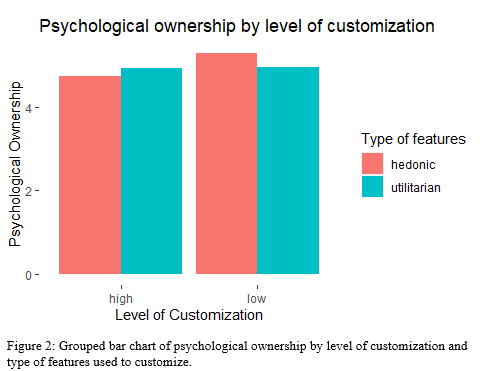 Psychological ownership by level of customization
Psychological Ownership
4
2
0
high
low
Level of Customization
Type of features
hedonic
utilitarian
Figure 2: Grouped bar chart of psychological ownership by level of customization and
type of features used to customize.